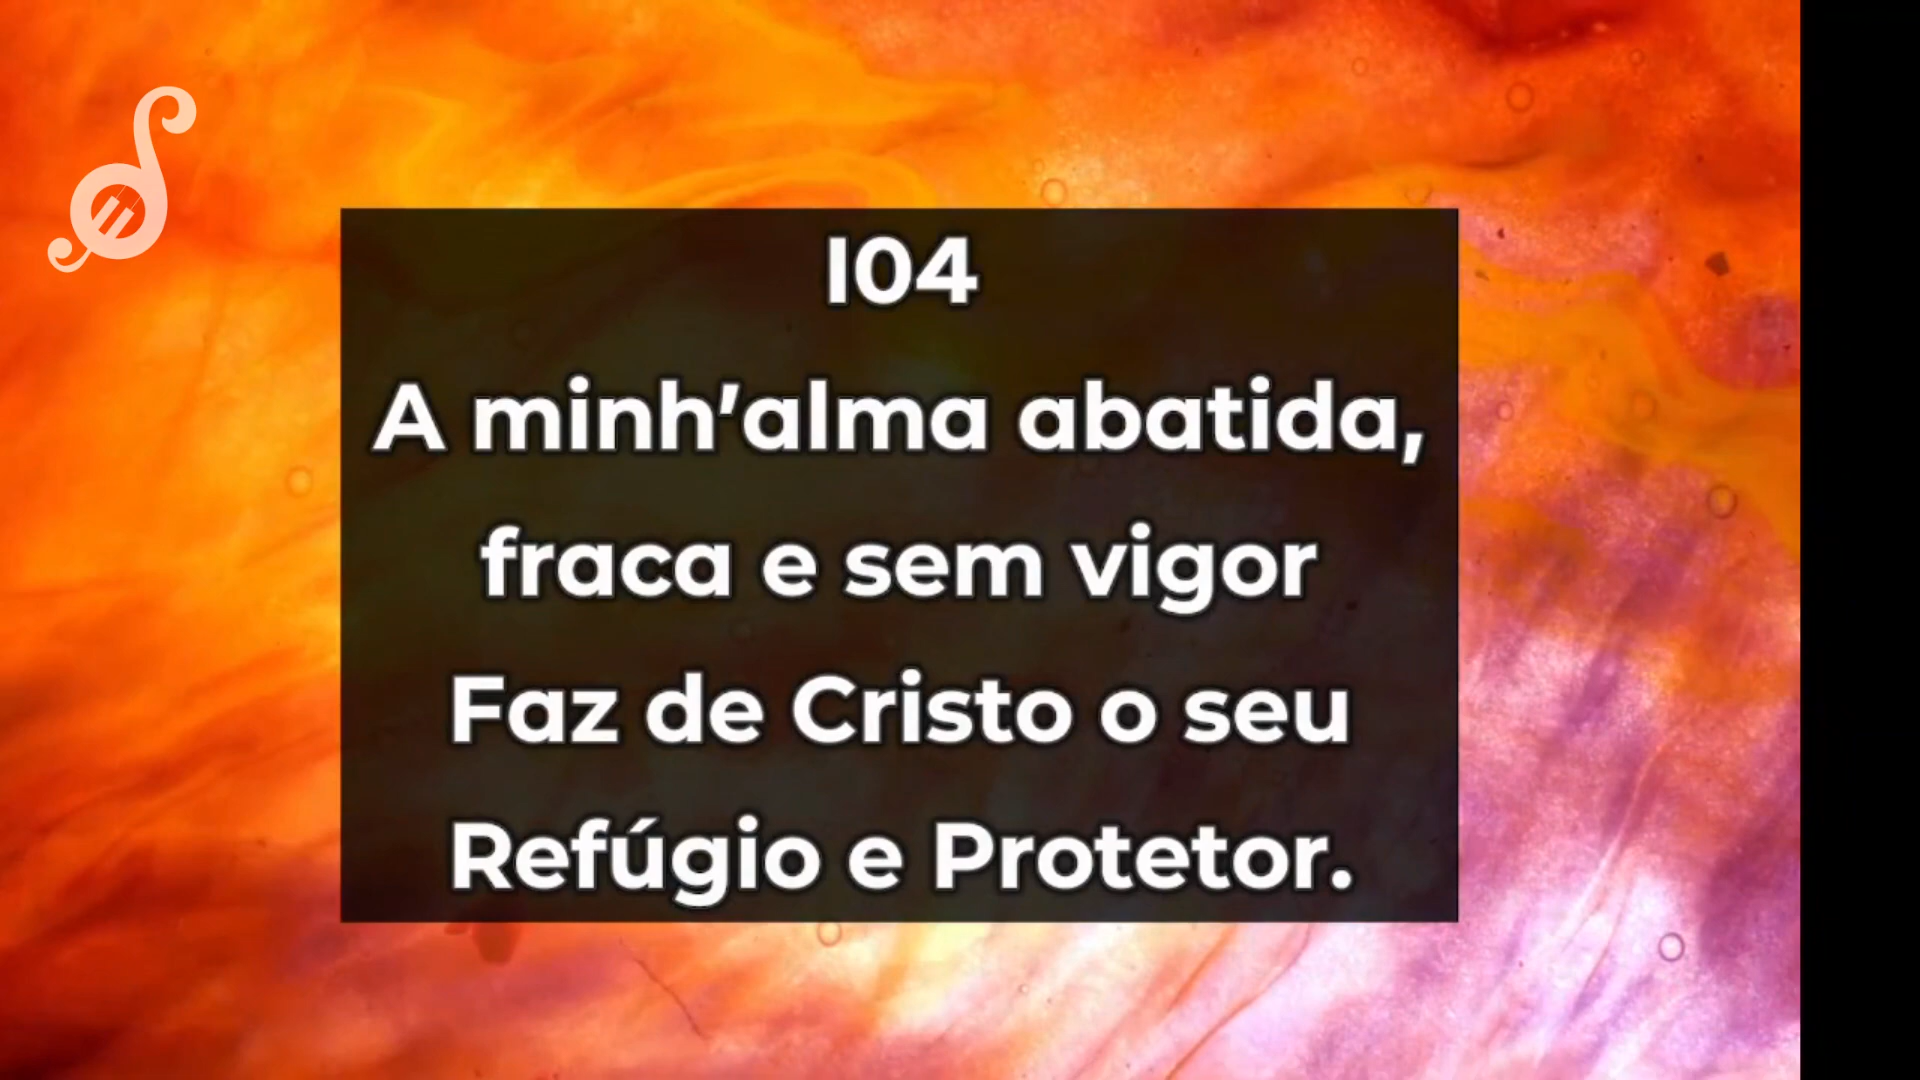 104
A minh'alma abatida,
fraca e sem vigor
Faz de Cristo o seu
Refúgio e Protetor.